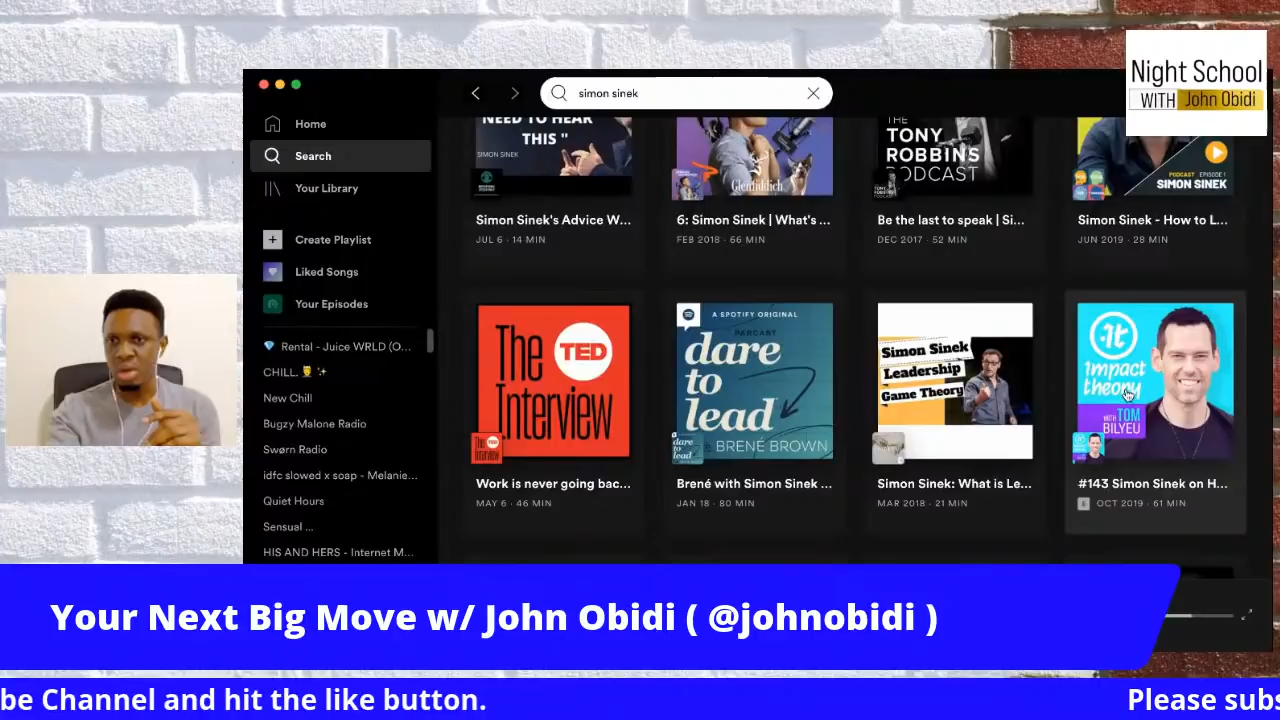 Night School
WITH John Obidi
simon sinek
Home
Search
Your Library
Create Playlist
Liked Songs
Your Episodes
Rental - Juice WRLD (O...
CHILL.
New Chill
Bugzy Malone Radio
Swørn Radio
idfc slowed x soap - Melanie...
Quiet Hours
Sensual ...
HIS AND HERS - Internet M...
NEED TO HEAR
THIS "
SIMON SINEK
Simon Sinek's Advice W...
JUL 6 · 14 MIN
Glenfiddich
6: Simon Sinek | What's ...
FEB 2018 · 66 MIN
THE
TONY
ROBBINS
PODCAST
Be the last to speak | Si...
DEC 2017 · 52 MIN
PODCAST EPISODE 1
SIMON SINEK
Simon Sinek - How to L...
JUN 2019 · 28 MIN
The
TED
Interview
Work is never going bac...
MAY 6 · 46 MIN
A SPOTIFY ORIGINAL
PARCAST
dare
to
lead
BRENÉ BROWN
Brené with Simon Sinek ...
JAN 18 · 80 MIN
Simon Sinek
Leadership
Game Theory
Simon Sinek: What is Le...
MAR 2018 · 21 MIN
it
impact
theory
WITH TOM
BILYEU
#143 Simon Sinek on H...
E OCT 2019 · 61 MIN
Your Next Big Move w/ John Obidi ( @johnobidi )
be Channel and hit the like button.
Please subs